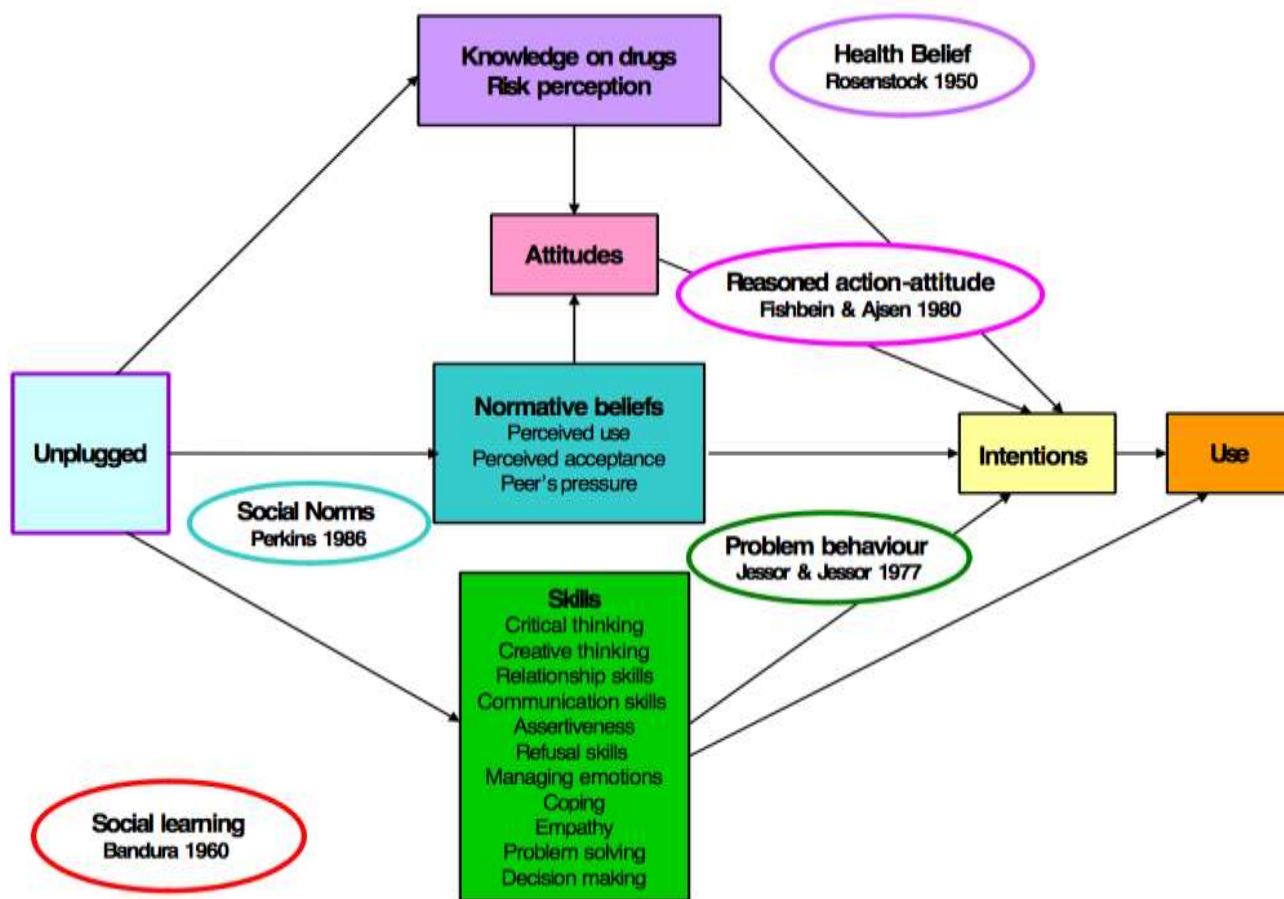 Knowledge on drugs
Risk perception
Health Belief
Rosenstock 1950
Attitudes
Reasoned action-attitude
Fishbein & Ajsen 1980
Unplugged
Normative beliefs
Perceived use
Perceived acceptance
Peer's pressure
Intentions
Use
Social Norms
Perkins 1986
Problem behaviour
Jessor & Jessor 1977
Skills
Critical thinking
Creative thinking
Relationship skills
Communication skills
Assertiveness
Refusal skills
Managing emotions
Coping
Empathy
Problem solving
Decision making
Social learning
Bandura 1960